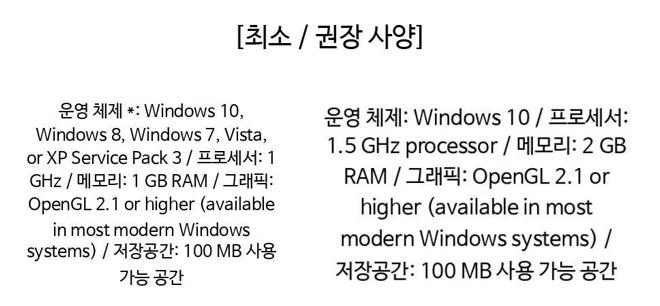 [최소 / 권장 사양]
운영 체제 *: Windows 10,
Windows 8, Windows 7, Vista,
or XP Service Pack 3 / 프로세서: 1
GHz / 메모리: 1 GB RAM / 그래픽:
OpenGL 2.1 or higher (available
in most modern Windows
systems) / 저장공간: 100 MB 사용
가능 공간
운영 체제: Windows 10 / 프로세서:
1.5 GHz processor / 메모리: 2 GB
RAM / 그래픽: OpenGL 2.1 or
higher (available in most
modern Windows systems) /
저장공간: 100 MB 사용 가능 공간